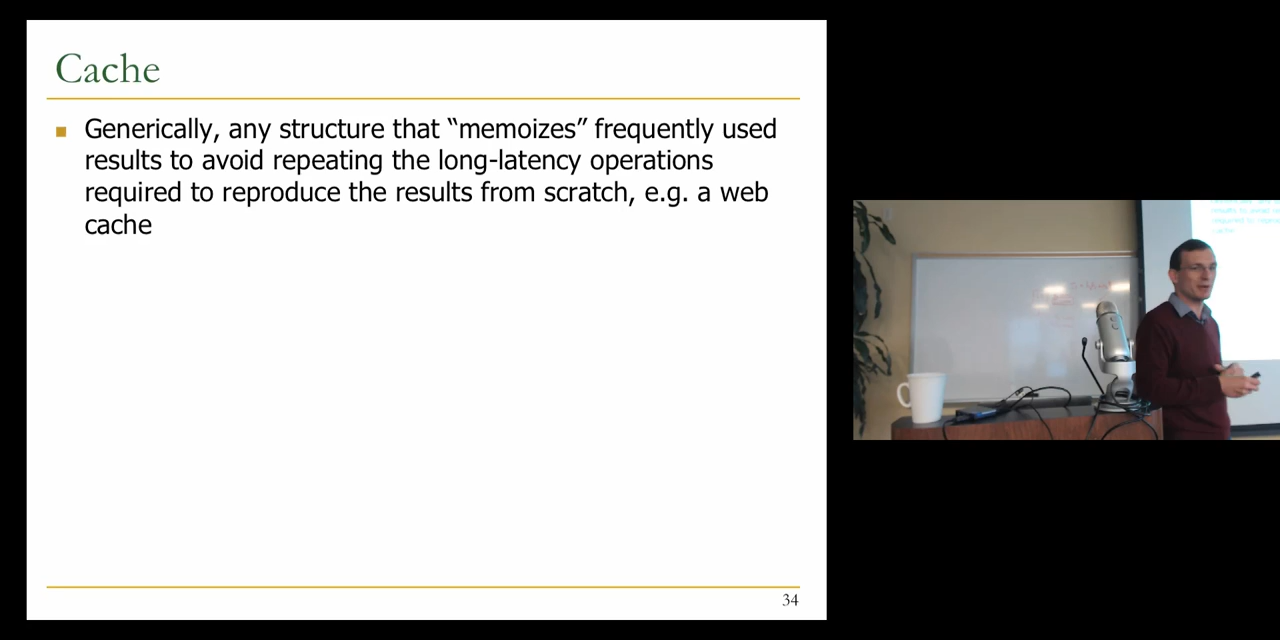 Cache
Generically, any structure that “memoizes” frequently used
results to avoid repeating the long-latency operations
required to reproduce the results from scratch, e.g. a web
cache
34